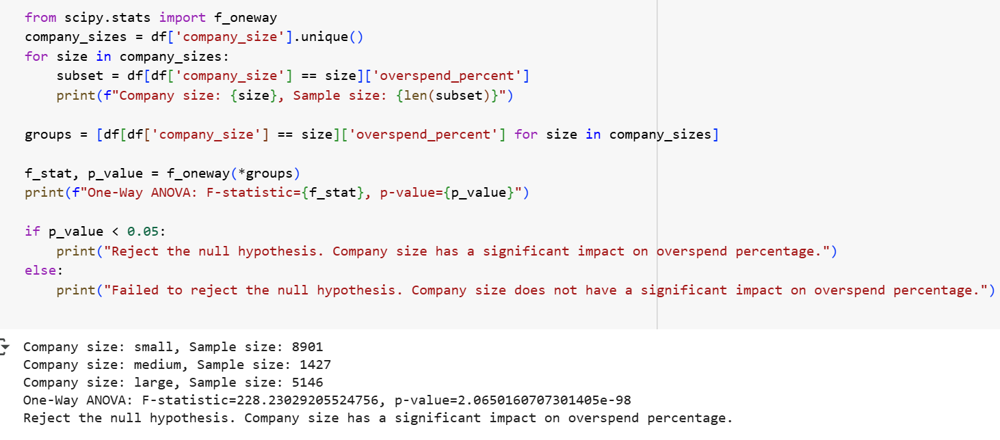 from scipy.stats import f_oneway
company_sizes = df['company_size'].unique()
for size in company_sizes:
    subset = df[df['company_size'] == size]['overspend_percent']
    print(f"Company size: {size}, Sample size: {len(subset)}")
groups = [df[df['company_size'] == size]['overspend_percent'] for size in company_sizes]
f_stat, p_value = f_oneway(*groups)
print(f"One-Way ANOVA: F-statistic={f_stat}, p-value={p_value}")
if p_value < 0.05:
    print("Reject the null hypothesis. Company size has a significant impact on overspend percentage.")
else:
    print("Failed to reject the null hypothesis. Company size does not have a significant impact on overspend percentage.")
Company size: small, Sample size: 8901
Company size: medium, Sample size: 1427
Company size: large, Sample size: 5146
One-Way ANOVA: F-statistic=228.23029205524756, p-value=2.0650160707301405e-98
Reject the null hypothesis. Company size has a significant impact on overspend percentage.